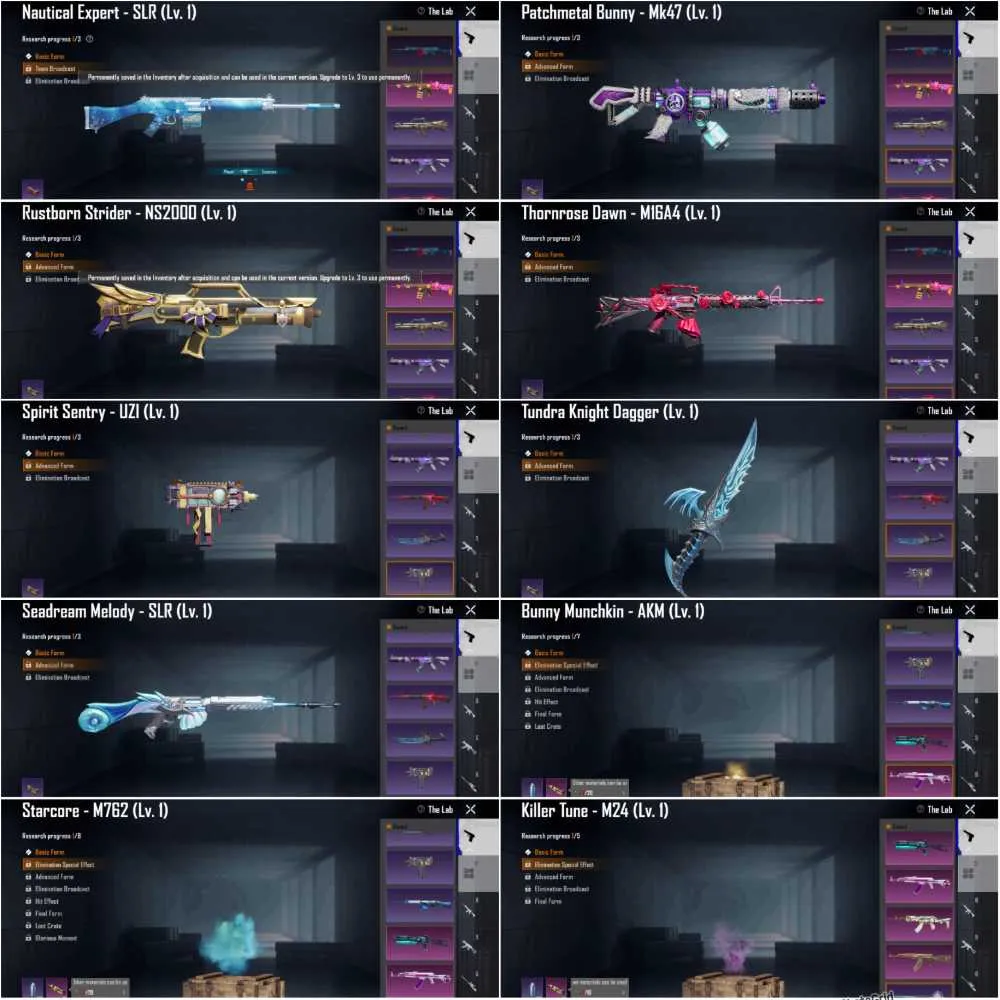 Nautical Expert - SLR (Lv. 1)
The Lab
Research progress 1/3
Basic Form
Team Broadcast
Elimination Broad
Permanently saved in the Inventory after acquisition and can be used in the current version. Upgrade to Lv. 3 to use permanently.
Patchmetal Bunny - Mk47 (Lv. 1)
The Lab
Research progress 1/3
Basic Form
Advanced Form
Elimination Broadcast
Rustborn Strider - NS2000 (Lv. 1)
The Lab
Research progress 1/3
Basic Form
Advanced Form
Elimination Broad
Permanently saved in the Inventory after acquisition and can be used in the current version. Upgrade to Lv. 3 to use permanently.
Thornrose Dawn - M16A4 (Lv. 1)
The Lab
Research progress 1/3
Basic Form
Advanced Form
Elimination Broadcast
Spirit Sentry - UZI (Lv. 1)
The Lab
Research progress 1/3
Basic Form
Advanced Form
Elimination Broadcast
Tundra Knight Dagger (Lv. 1)
The Lab
Research progress 1/3
Basic Form
Advanced Form
Elimination Broadcast
Seadream Melody - SLR (Lv. 1)
The Lab
Research progress 1/3
Basic Form
Advanced Form
Elimination Broadcast
Bunny Munchkin - AKM (Lv. 1)
The Lab
Research progress 1/7
Basic Form
Elimination Special Effect
Advanced Form
Elimination Broadcast
Hit Effect
Final Form
Loot Crate
Starcore - M762 (Lv. 1)
The Lab
Research progress 1/8
Basic Form
Elimination Special Effect
Advanced Form
Elimination Broadcast
Hit Effect
Final Form
Loot Crate
Glorious Moment
Killer Tune - M24 (Lv. 1)
The Lab
Research progress 1/5
Basic Form
Elimination Special Effect
Advanced Form
Elimination Broadcast
Final Form